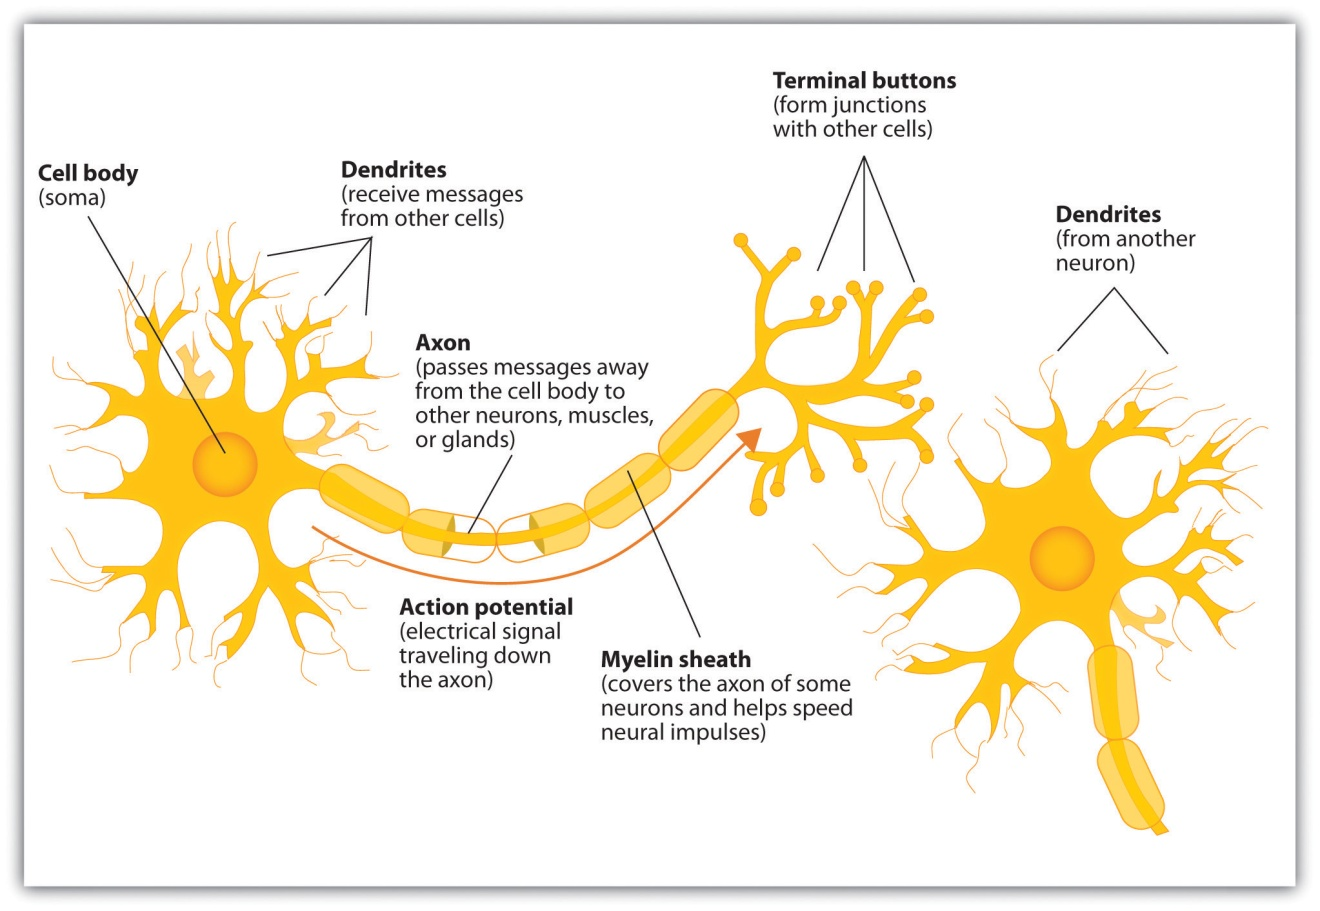 Terminal buttons
(form junctions
with other cells)
Cell body
(soma)
Dendrites
(receive messages
from other cells)
Dendrites
(from another
neuron)
Axon
(passes messages away
from the cell body to
other neurons, muscles,
or glands)
Action potential
(electrical signal
traveling down
the axon)
Myelin sheath
(covers the axon of some
neurons and helps speed
neural impulses)